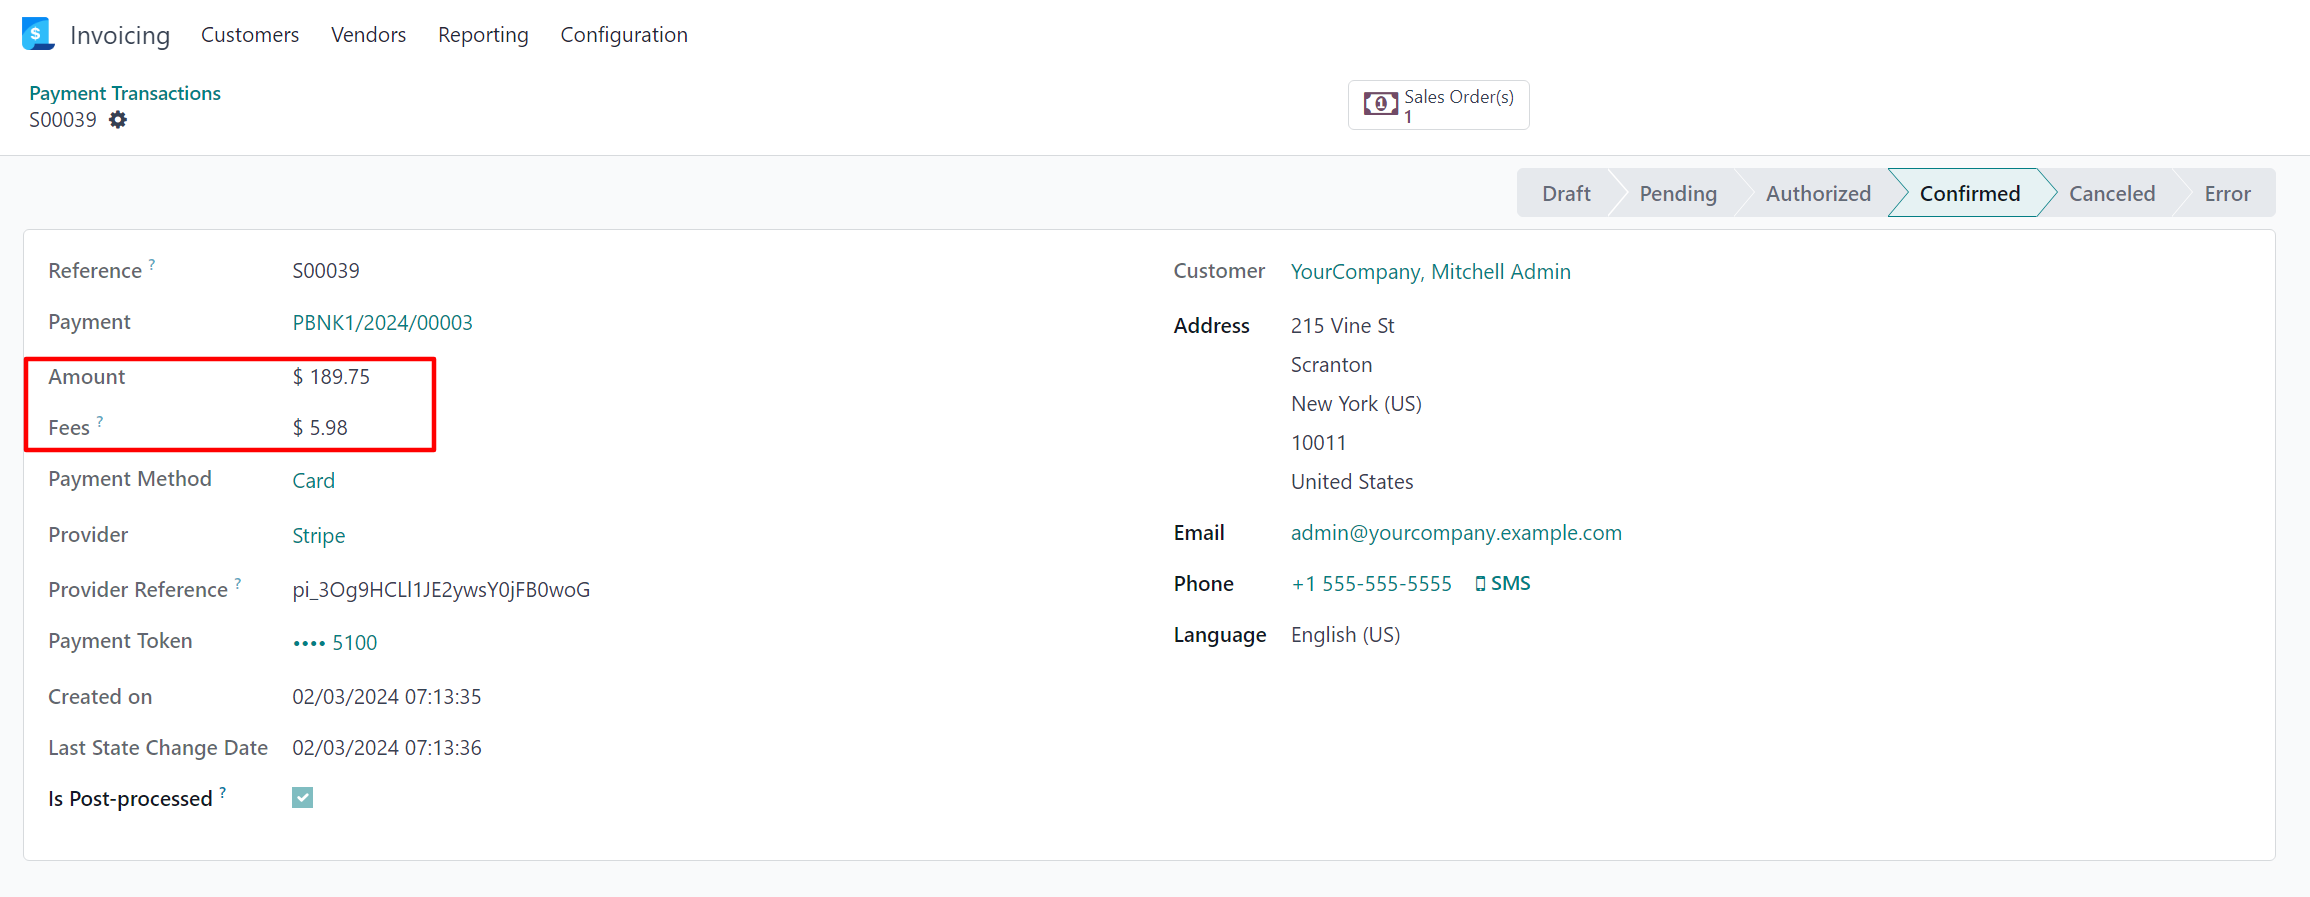 Invoicing Customers Vendors Reporting Configuration
Payment Transactions
S00039
Sales Order(s)
1
Draft Pending Authorized Confirmed Canceled Error
Reference ? S00039
Payment PBNK1/2024/00003
Amount $ 189.75
Fees ? $ 5.98
Payment Method Card
Provider Stripe
Provider Reference ? pi_3Og9HCLl1JE2ywsY0jFB0woG
Payment Token •••• 5100
Created on 02/03/2024 07:13:35
Last State Change Date 02/03/2024 07:13:36
Is Post-processed ?
Customer YourCompany, Mitchell Admin
Address 215 Vine St
Scranton
New York (US)
10011
United States
Email admin@yourcompany.example.com
Phone +1 555-555-5555 SMS
Language English (US)